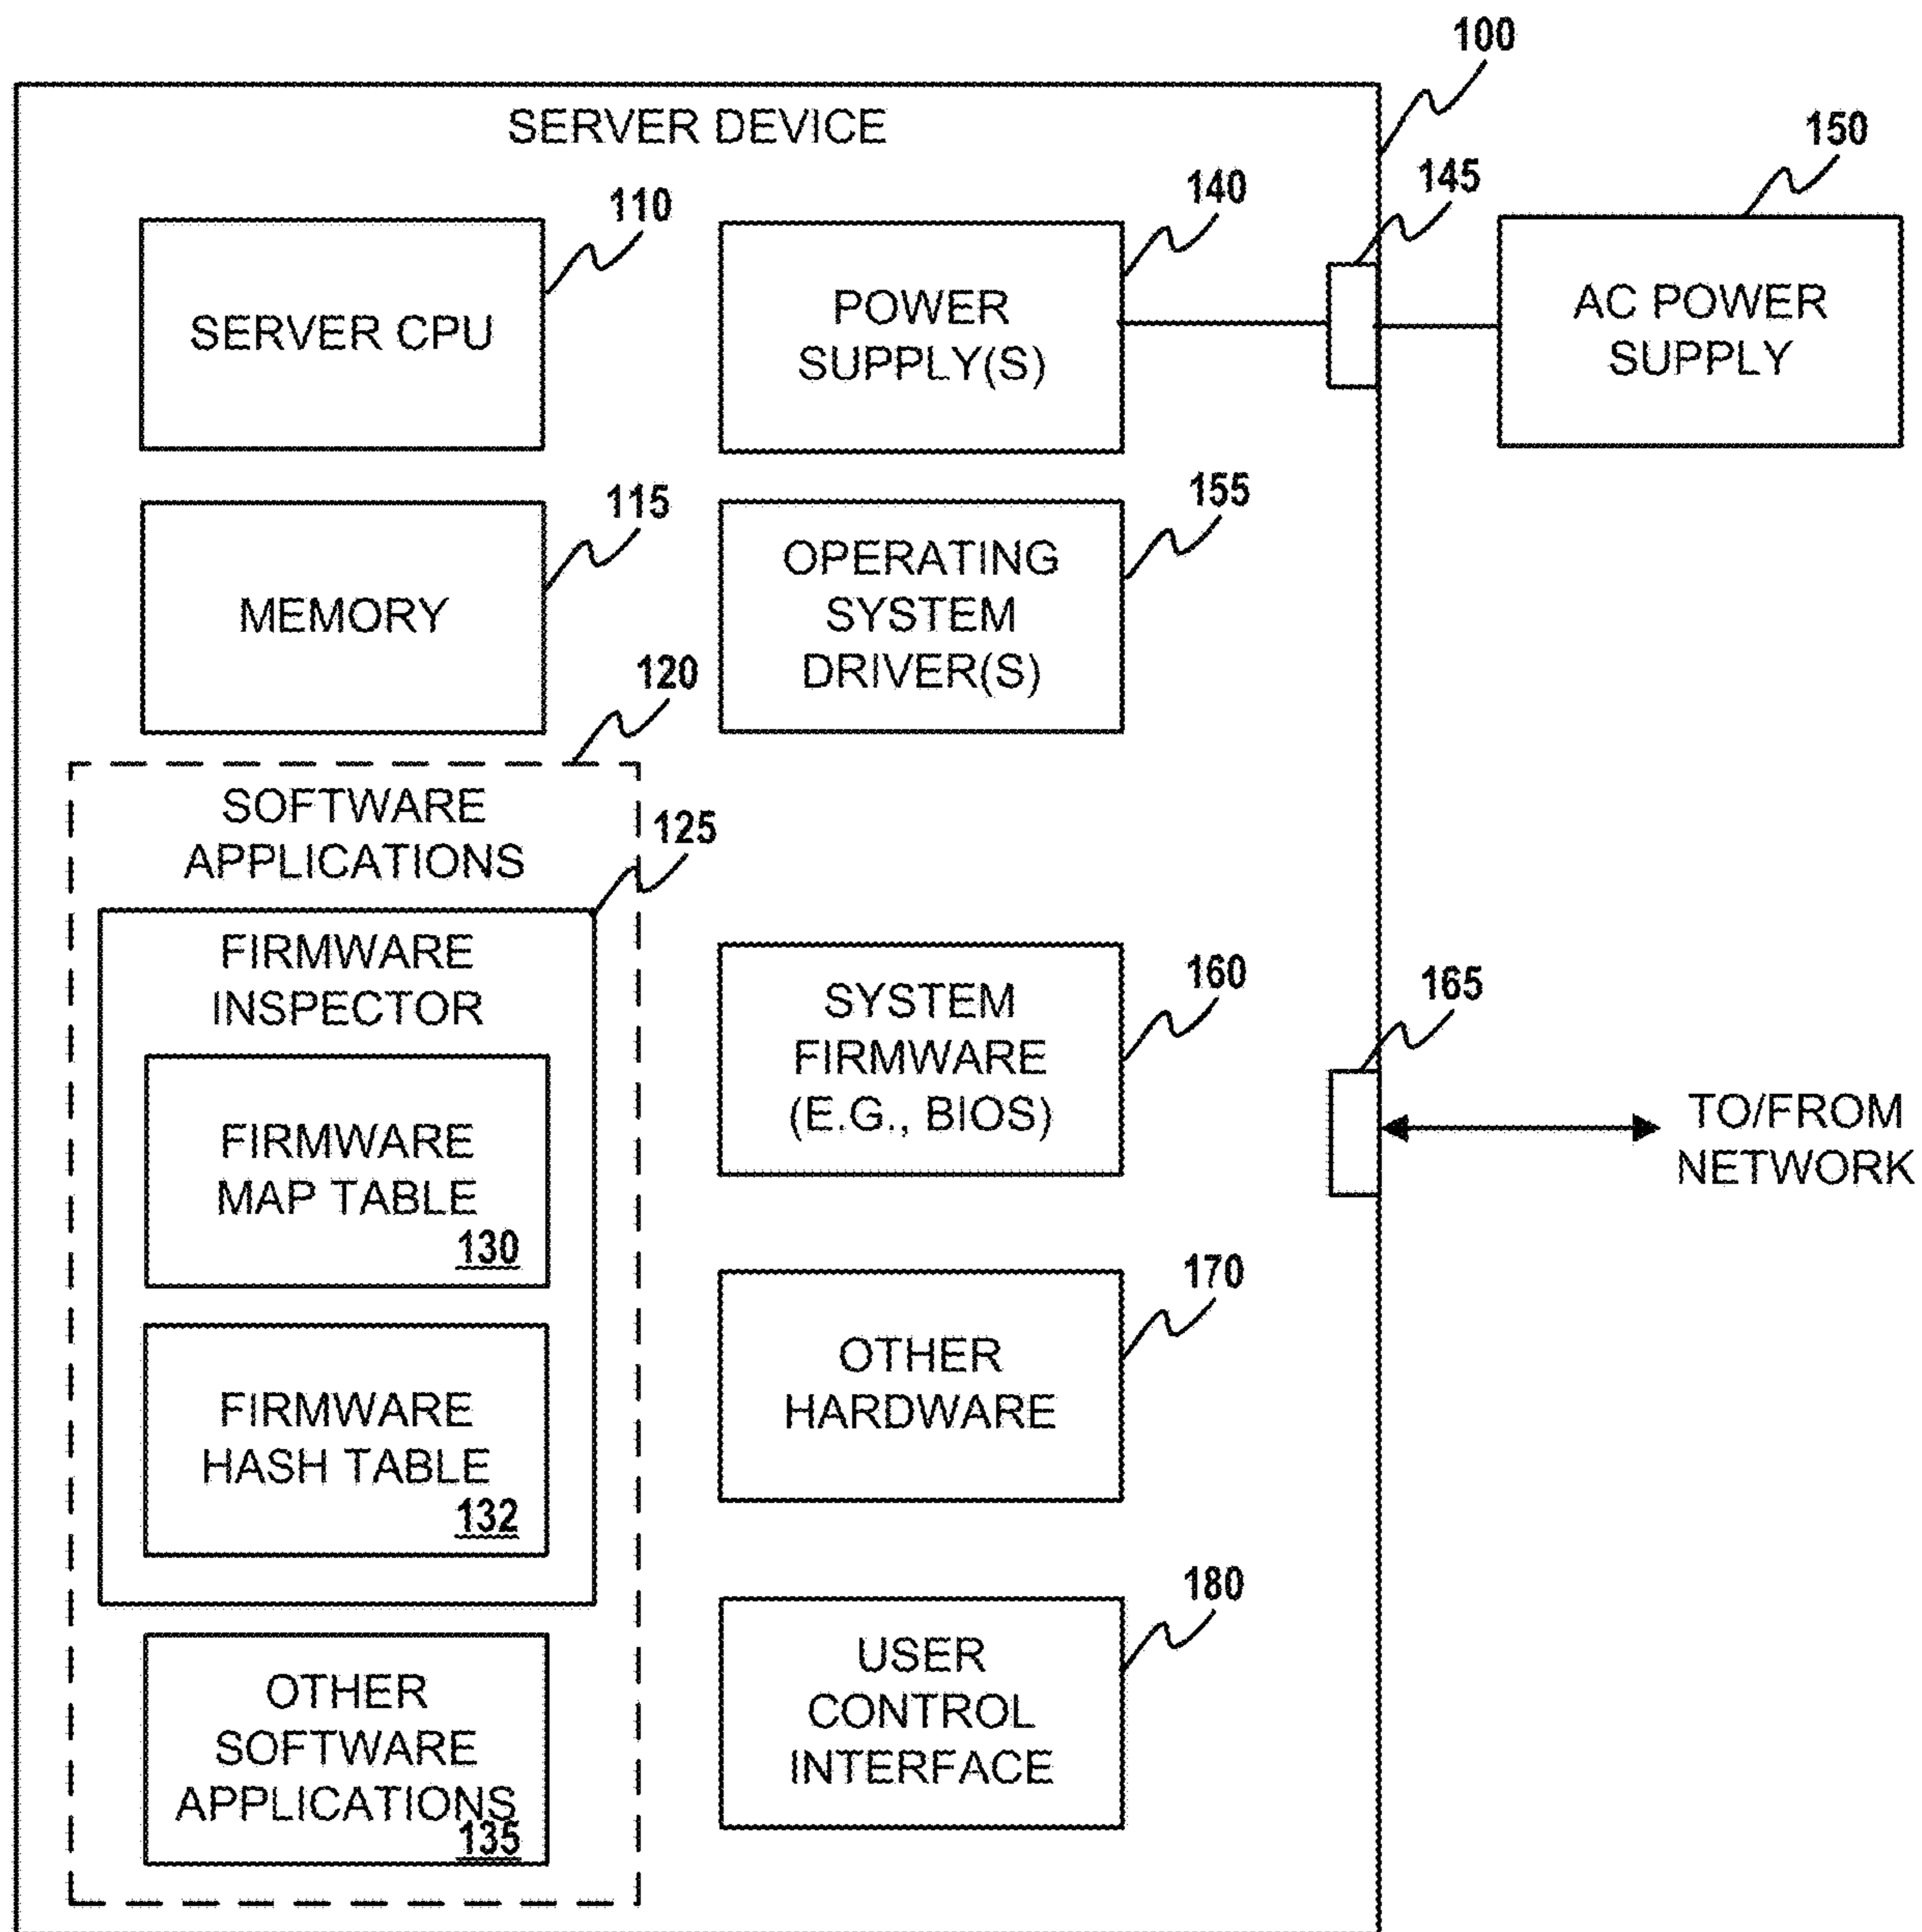 100
SERVER DEVICE
150
145
140
110
SERVER CPU
POWER
SUPPLY(S)
AC POWER
SUPPLY
115
155
MEMORY
OPERATING
SYSTEM
DRIVER(S)
120
SOFTWARE
APPLICATIONS
125
FIRMWARE
INSPECTOR
FIRMWARE
MAP TABLE
130
FIRMWARE
HASH TABLE
132
OTHER
SOFTWARE
APPLICATIONS
135
160
SYSTEM
FIRMWARE
(E.G., BIOS)
165
TO/FROM
NETWORK
170
OTHER
HARDWARE
180
USER
CONTROL
INTERFACE